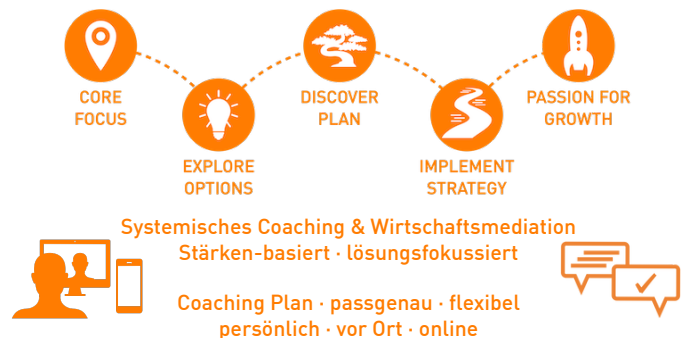 CORE
FOCUS
EXPLORE
OPTIONS
DISCOVER
PLAN
IMPLEMENT
STRATEGY
PASSION FOR
GROWTH
Systemisches Coaching & Wirtschaftsmediation
Stärken-basiert · lösungsfokussiert
Coaching Plan · passgenau · flexibel
persönlich · vor Ort · online